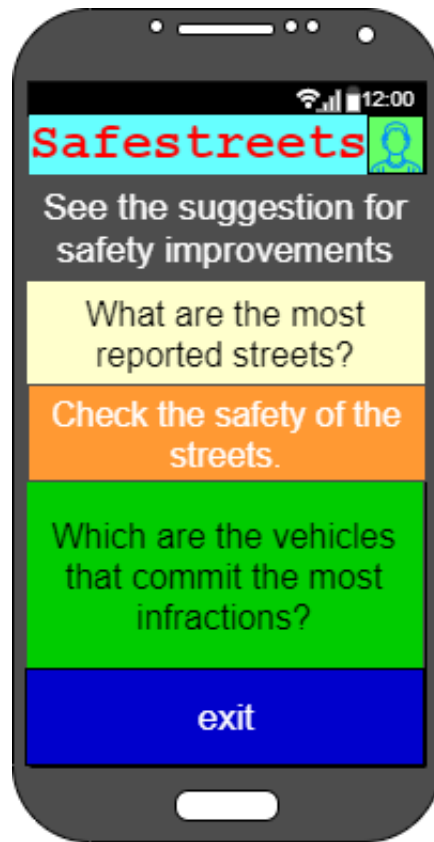 12:00
Safestreets
See the suggestion for
safety improvements
What are the most
reported streets?
Check the safety of the
streets.
Which are the vehicles
that commit the most
infractions?
exit